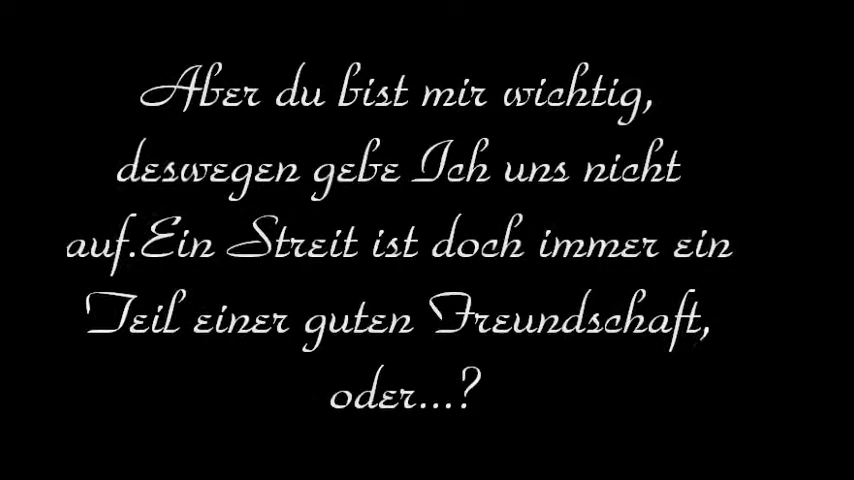 Aber du bist mir wichtig,
deswegen gebe Ich uns nicht
auf.Ein Streit ist doch immer ein
Teil einer guten Freundschaft,
oder...?